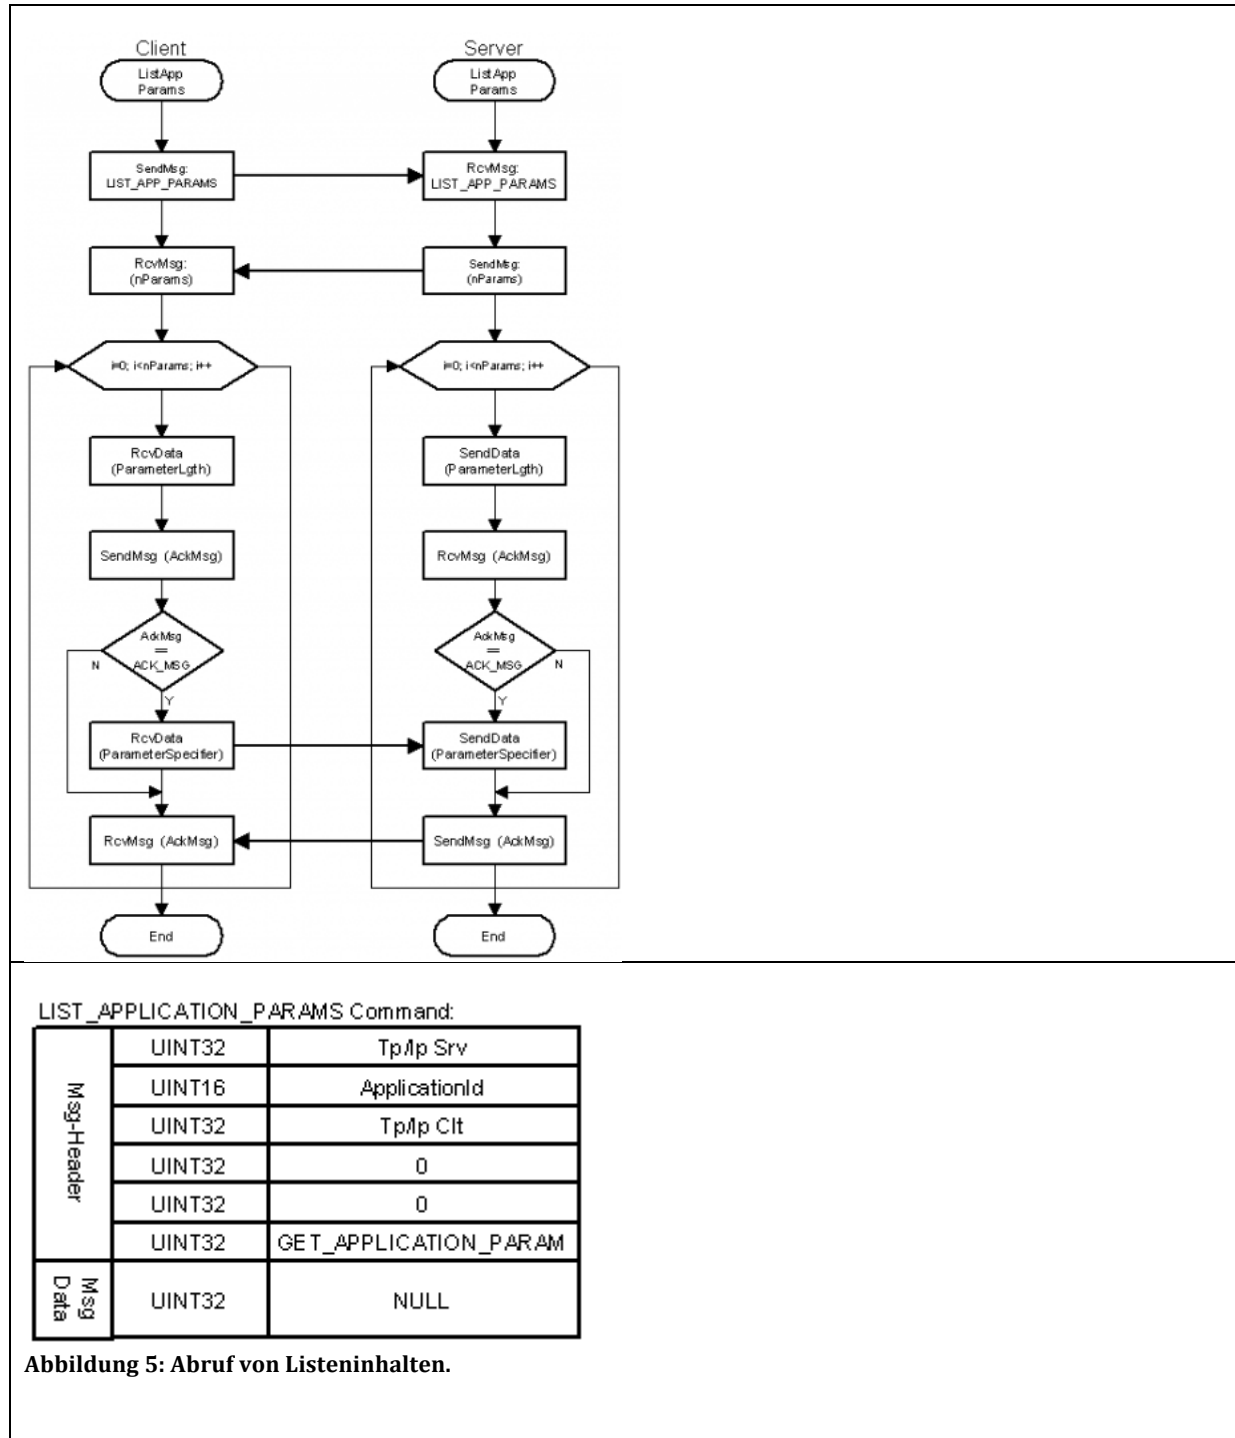 Client
ListApp
Params
SendMsg:
LIST_APP_PARAMS
RcvMsg:
(nParams)
i=0; i<nParams; i++
RcvData
(ParameterLgth)
SendMsg (AckMsg)
AckMsg
==
ACK_MSG
N
Y
RcvData
(ParameterSpecifier)
RcvMsg (AckMsg)
End
Server
ListApp
Params
RcvMsg:
LIST_APP_PARAMS
SendMsg:
(nParams)
i=0; i<nParams; i++
SendData
(ParameterLgth)
RcvMsg (AckMsg)
AckMsg
==
ACK_MSG
N
Y
SendData
(ParameterSpecifier)
SendMsg (AckMsg)
End
LIST_APPLICATION_PARAMS Command:
Msg-Header
UINT32 Tp/Ip Srv
UINT16 ApplicationId
UINT32 Tp/Ip Clt
UINT32 0
UINT32 0
UINT32 GET_APPLICATION_PARAM
Msg
Data
UINT32 NULL
Abbildung 5: Abruf von Listeninhalten.